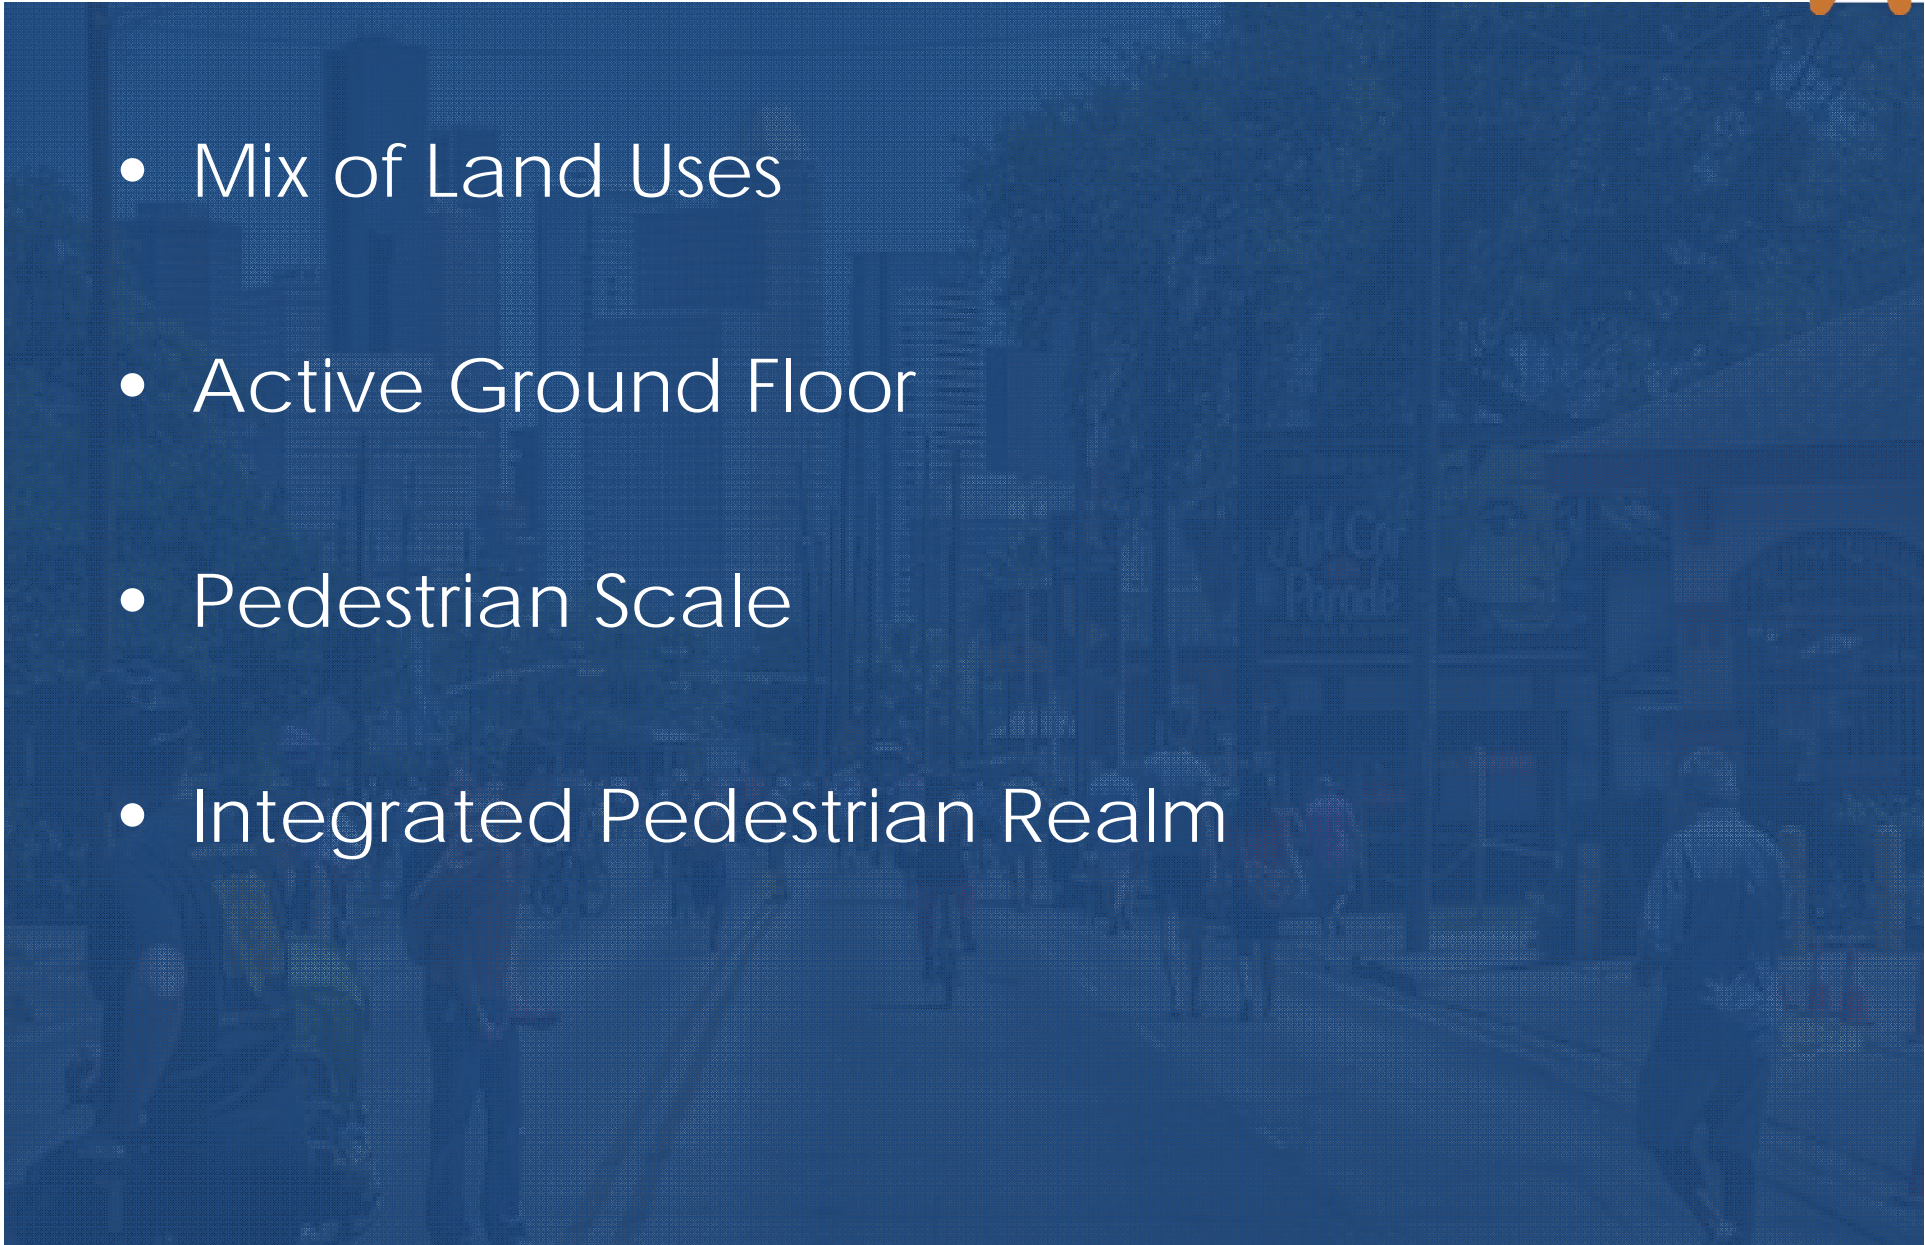 • Mix of Land Uses
• Active Ground Floor
• Pedestrian Scale
• Integrated Pedestrian Realm